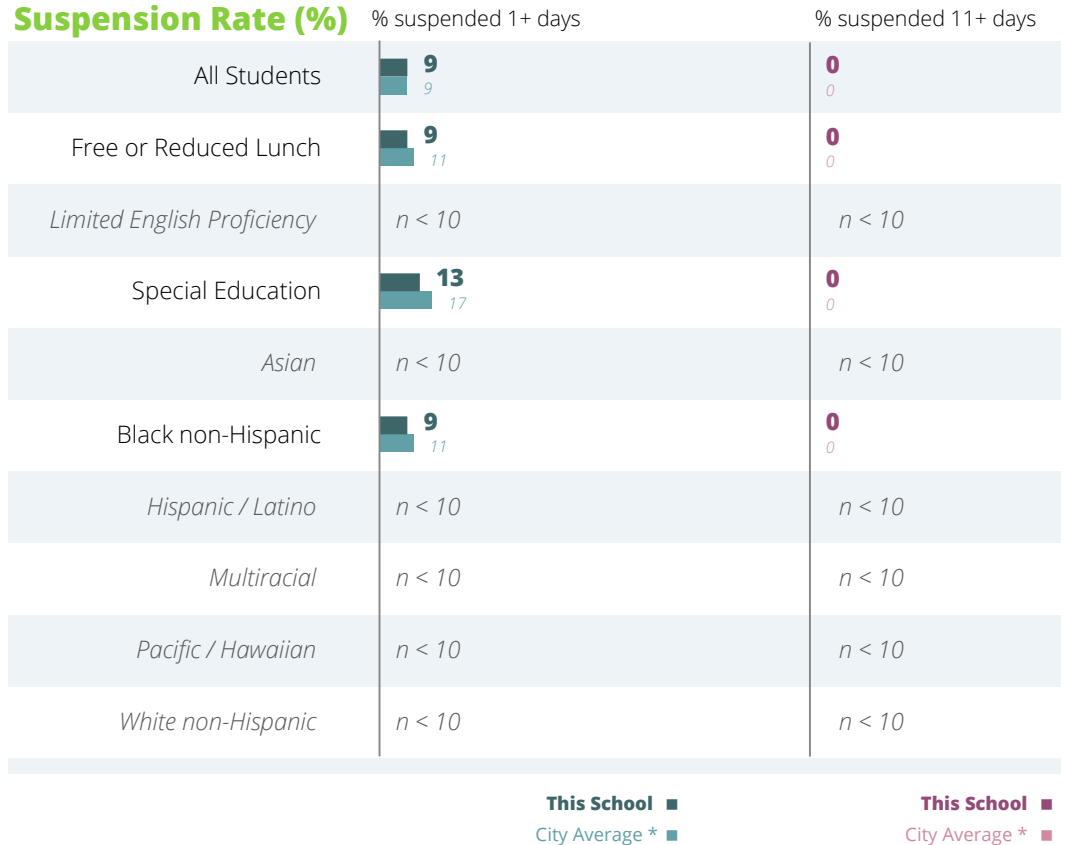 Suspension Rate (%) % suspended 1+ days % suspended 11+ days
All Students 9 0
9 0
Free or Reduced Lunch 9 0
11 0
Limited English Proficiency n < 10 n < 10
Special Education 13 0
17 0
Asian n < 10 n < 10
Black non-Hispanic 9 0
11 0
Hispanic / Latino n < 10 n < 10
Multiracial n < 10 n < 10
Pacific / Hawaiian n < 10 n < 10
White non-Hispanic n < 10 n < 10
This School This School
City Average * City Average *